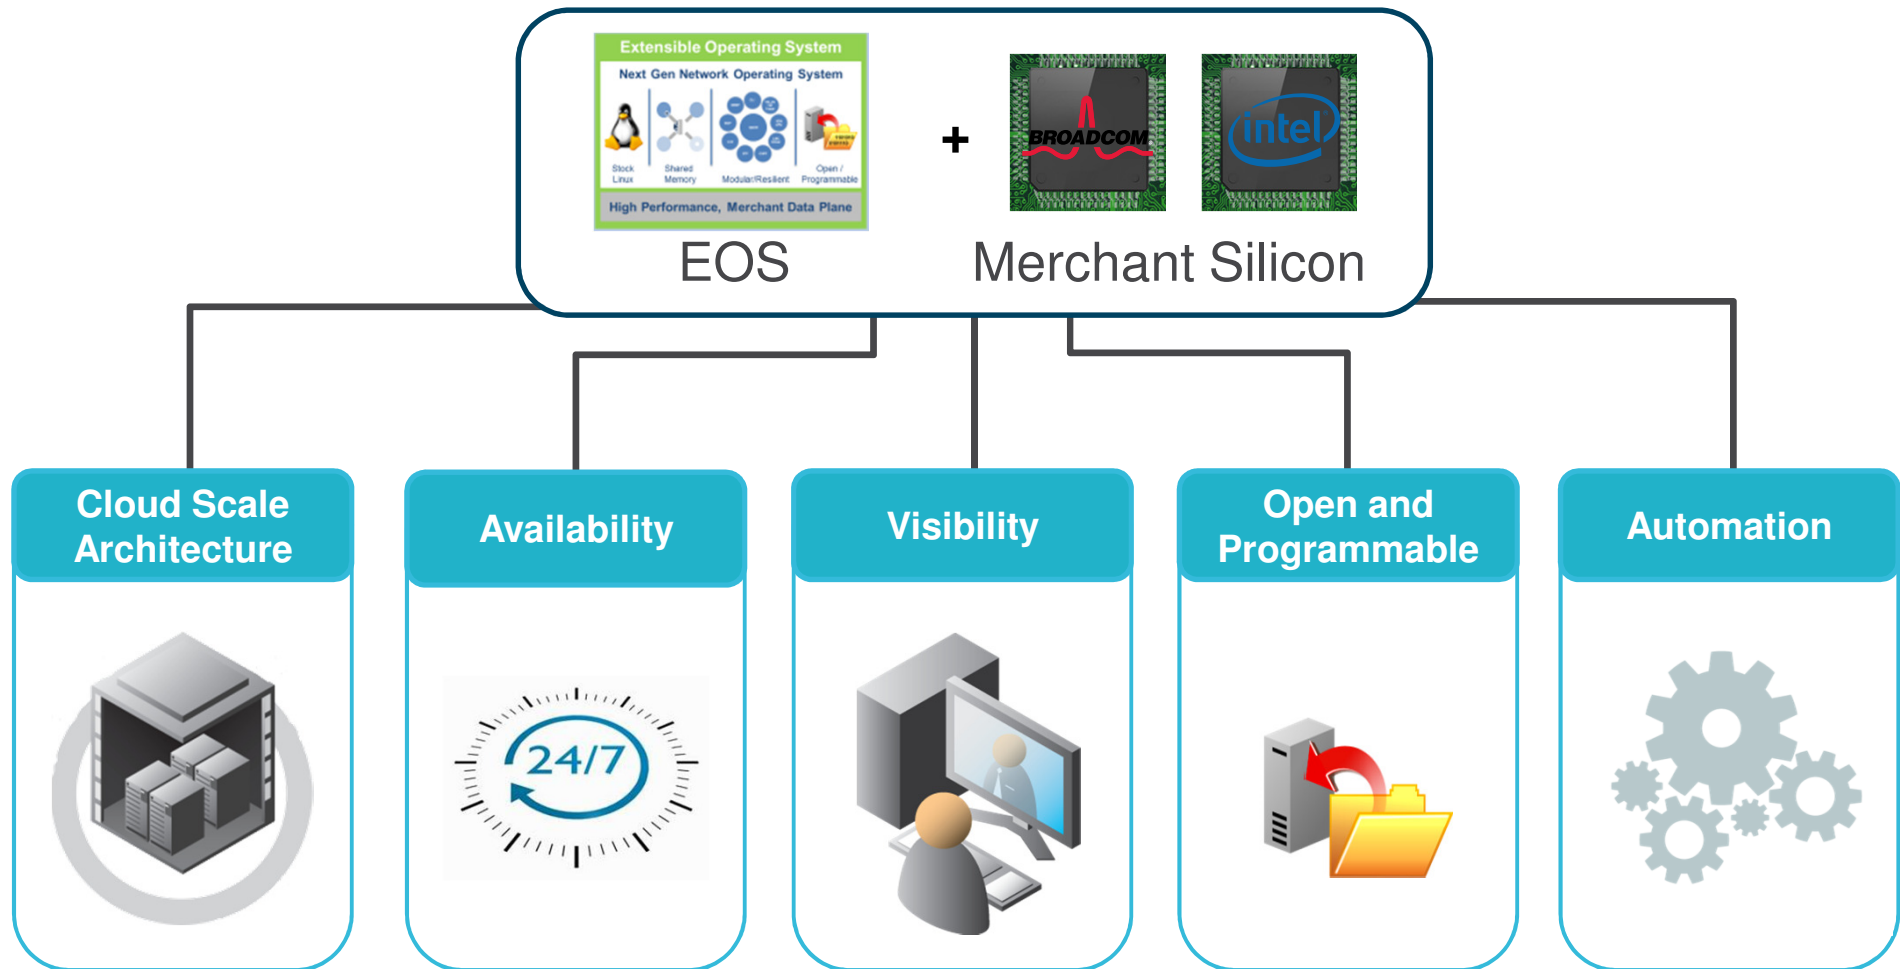 Extensible Operating System
Next Gen Network Operating System
Stock
Linux
Shared
Memory
Modular/Resilient
Open /
Programmable
High Performance, Merchant Data Plane
EOS
+
BROADCOM
intel
Merchant Silicon
Cloud Scale
Architecture
Availability
Visibility
Open and
Programmable
Automation
24/7